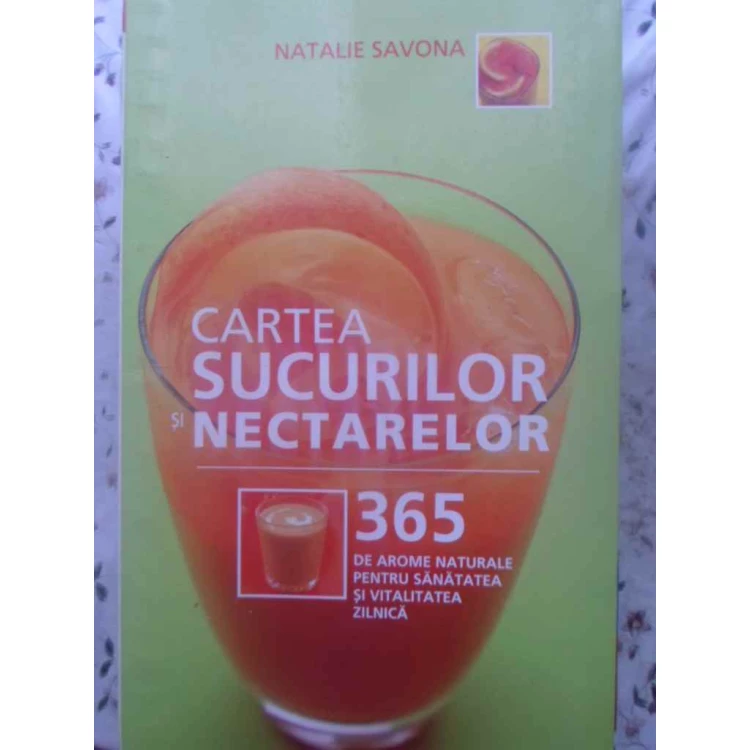 NATALIE SAVONA
CARTEA
SUCURILOR
ȘI NECTARELOR
365
DE AROME NATURALE
PENTRU SĂNĂTATEA
ȘI VITALITATEA
ZILNICĂ